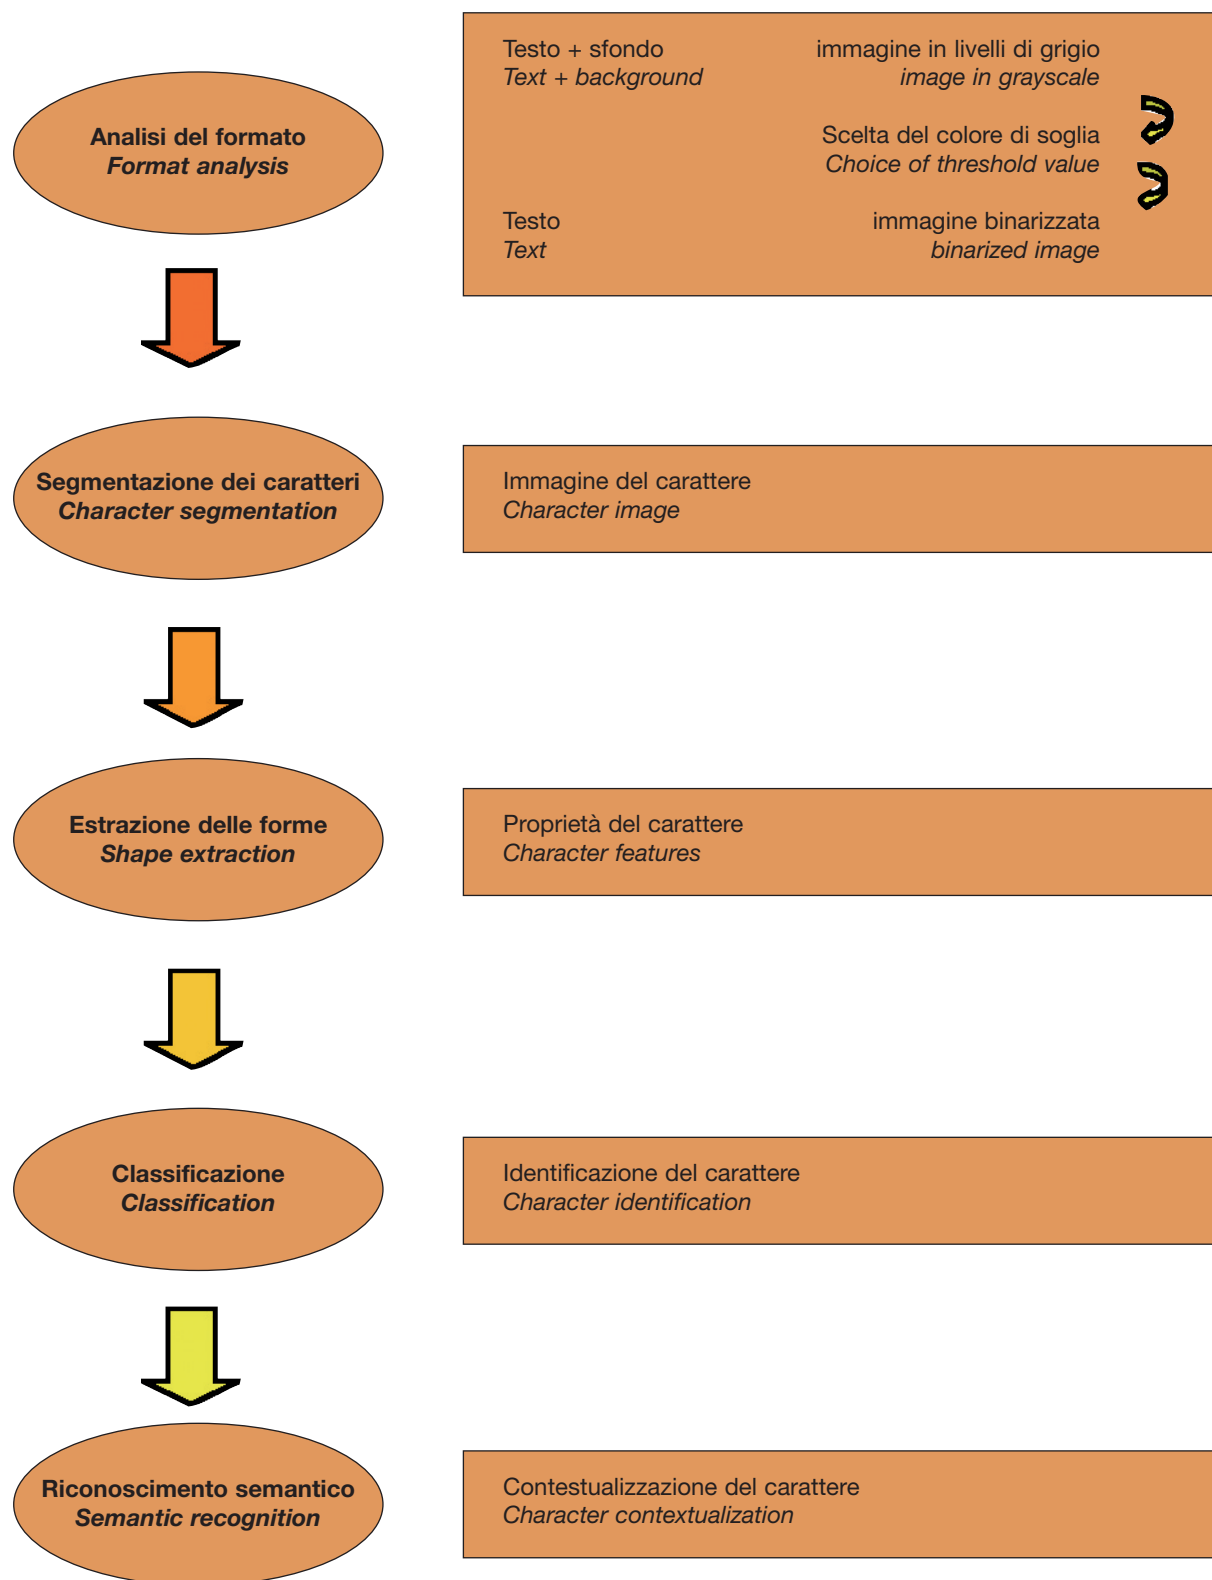 Analisi del formato
Format analysis
Testo + sfondo
Text + background
immagine in livelli di grigio
image in grayscale
Scelta del colore di soglia
Choice of threshold value
Testo
Text
immagine binarizzata
binarized image
Segmentazione dei caratteri
Character segmentation
Immagine del carattere
Character image
Estrazione delle forme
Shape extraction
Proprietà del carattere
Character features
Classificazione
Classification
Identificazione del carattere
Character identification
Riconoscimento semantico
Semantic recognition
Contestualizzazione del carattere
Character contextualization